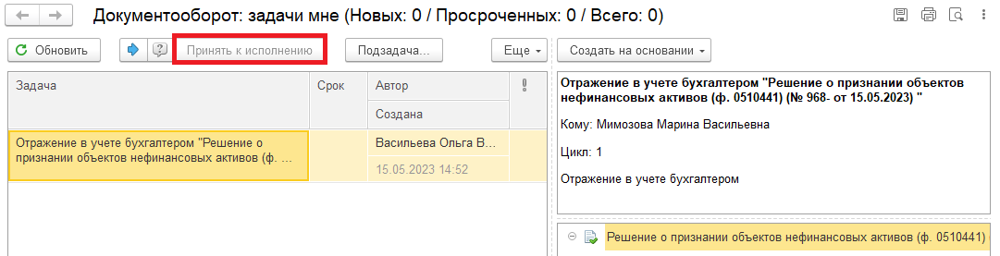 Документооборот: задачи мне (Новых: 0 / Просроченных: 0 / Всего: 0)
Обновить
Принять к исполнению
Подзадача...
Еще
Создать на основании
Задача
Срок
Автор
Создана
Отражение в учете бухгалтером "Решение о
признании объектов нефинансовых активов (ф. ...
Васильева Ольга В...
15.05.2023 14:52
Отражение в учете бухгалтером "Решение о признании объектов
нефинансовых активов (ф. 0510441) (№ 968- от 15.05.2023) "
Кому: Мимозова Марина Васильевна
Цикл: 1
Отражение в учете бухгалтером
Решение о признании объектов нефинансовых активов (ф. 0510441) (